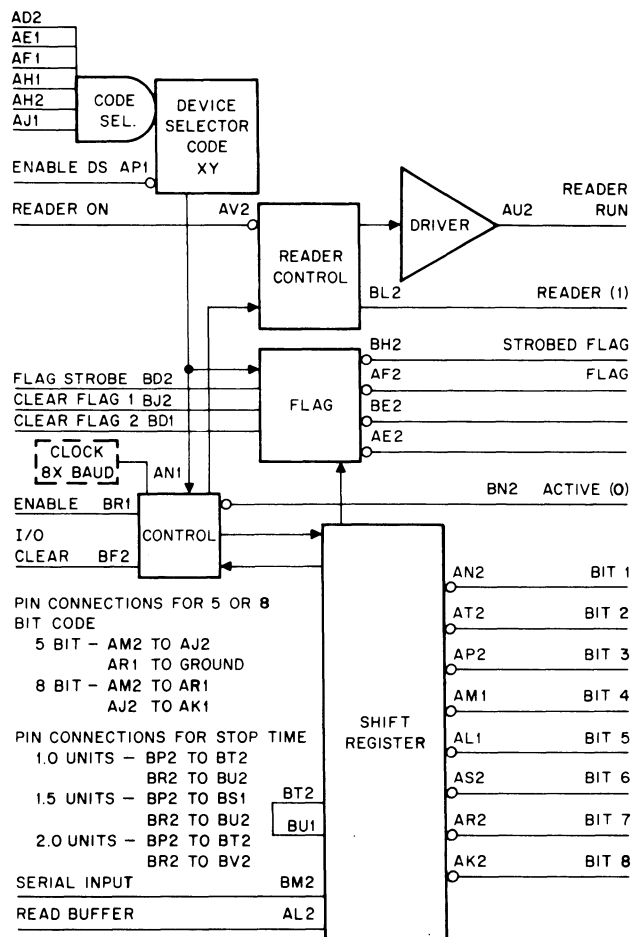 AD2
AE1
AF1
AH1
AH2
AJ1
CODE
SEL.
DEVICE
SELECTOR
CODE
XY
ENABLE DS AP1
READER ON AV2
READER
CONTROL
DRIVER
AU2
READER
RUN
BL2 READER (1)
BH2 STROBED FLAG
AF2 FLAG
BE2
AE2
FLAG STROBE BD2
CLEAR FLAG 1 BJ2
CLEAR FLAG 2 BD1
FLAG
CLOCK
8X BAUD
AN1
ENABLE BR1
CONTROL
BN2 ACTIVE (0)
I/O
CLEAR BF2
PIN CONNECTIONS FOR 5 OR 8
BIT CODE
5 BIT – AM2 TO AJ2
AR1 TO GROUND
8 BIT – AM2 TO AR1
AJ2 TO AK1
PIN CONNECTIONS FOR STOP TIME
1.0 UNITS – BP2 TO BT2
BR2 TO BU2
1.5 UNITS – BP2 TO BS1
BR2 TO BU2
2.0 UNITS – BP2 TO BT2
BR2 TO BV2
BT2
BU1
SERIAL INPUT BM2
READ BUFFER AL2
SHIFT
REGISTER
AN2 BIT 1
AT2 BIT 2
AP2 BIT 3
AM1 BIT 4
AL1 BIT 5
AS2 BIT 6
AR2 BIT 7
AK2 BIT 8